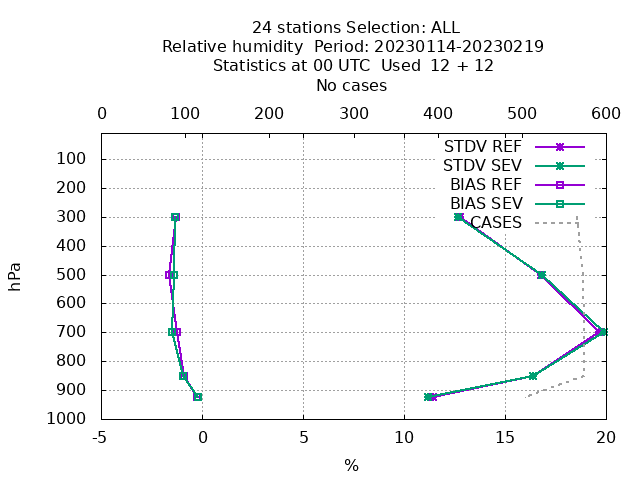 24 stations Selection: ALL
Relative humidity  Period: 20230114-20230219
Statistics at 00 UTC  Used  12 + 12
No cases
0 100 200 300 400 500 600
STDV REF
STDV SEV
BIAS REF
BIAS SEV
CASES
100
200
300
400
500
600
700
800
900
1000
hPa
-5 0 5 10 15 20
%